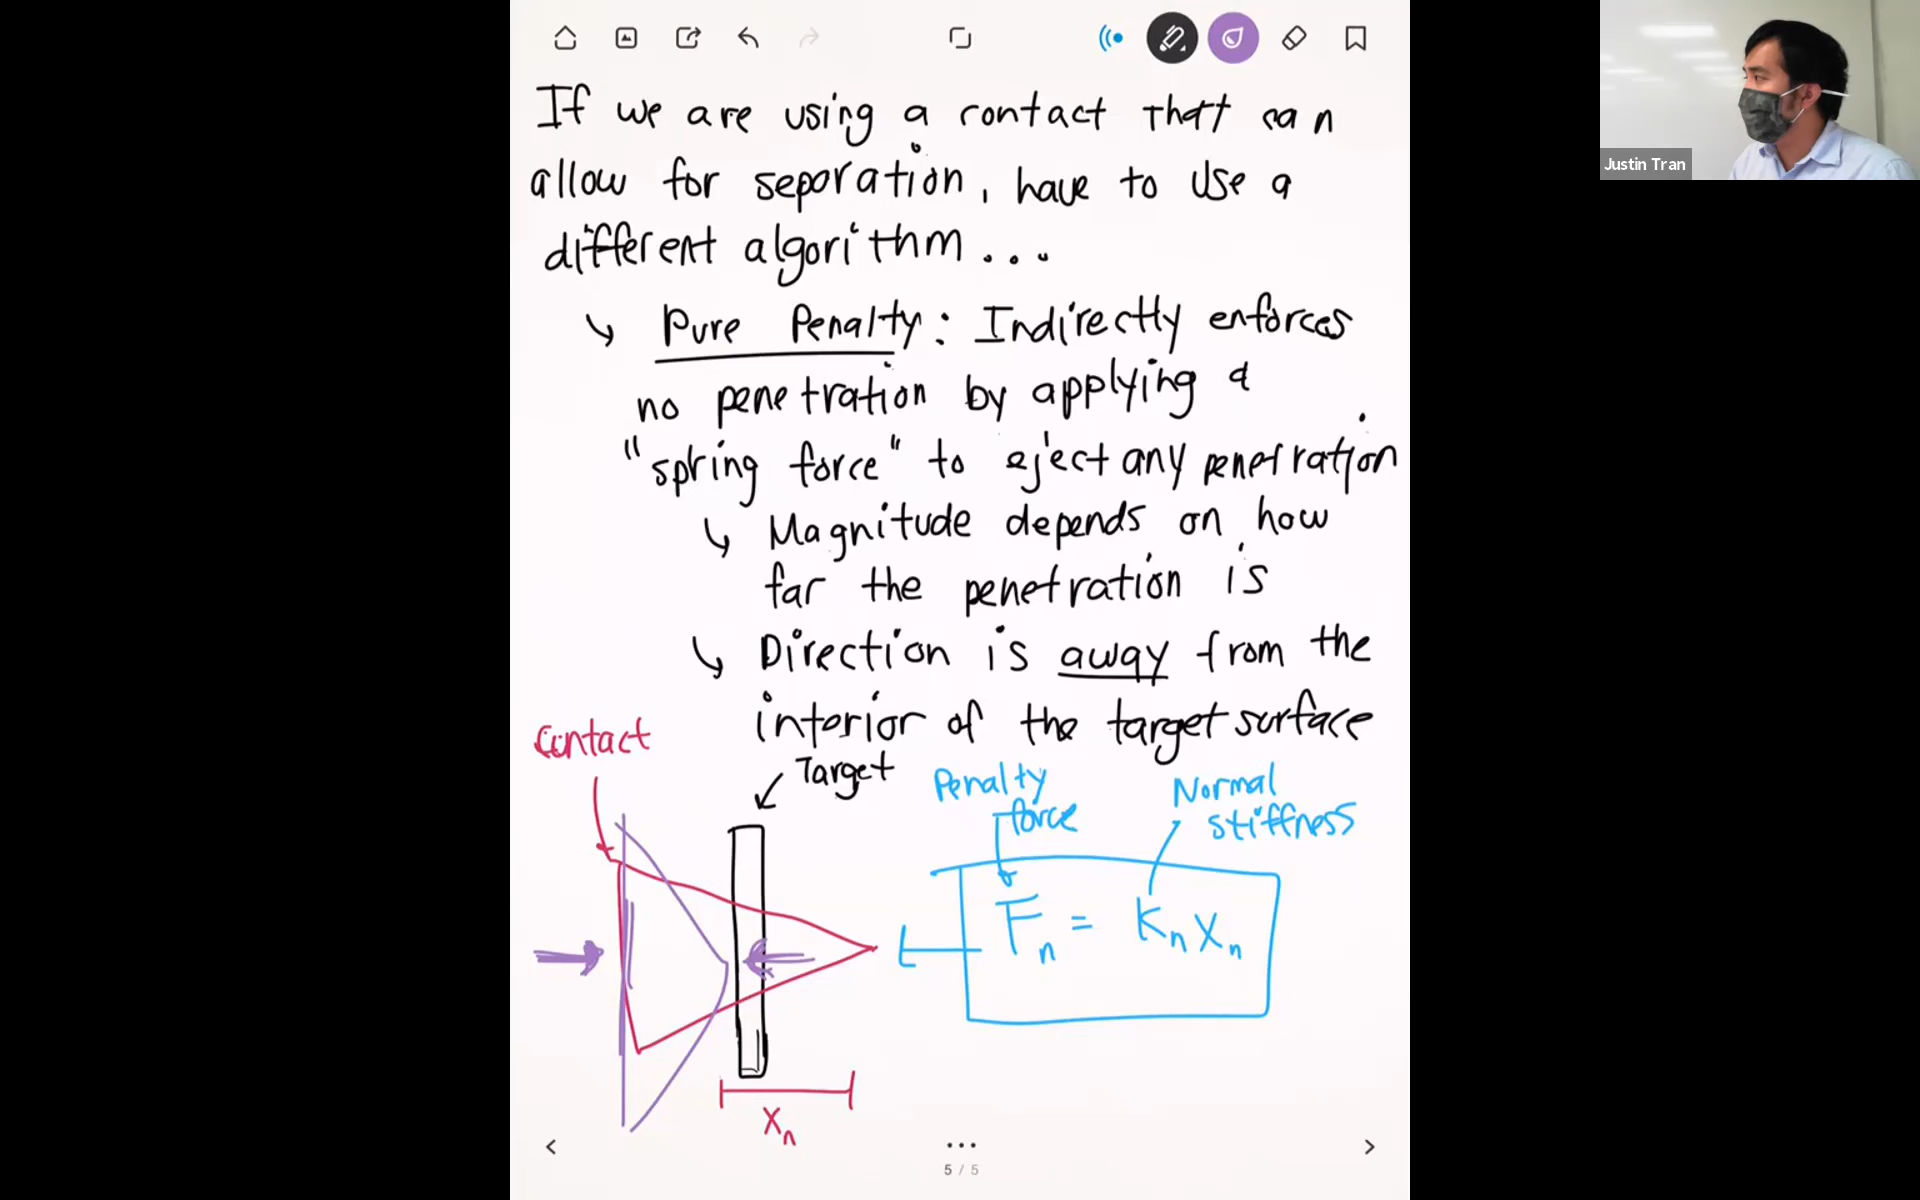 If we are using a contact that can
allow for separation, have to use a
different algorithm...
↳ Pure Penalty: Indirectly enforces
no penetration by applying a
"spring force" to eject any penetration
↳ Magnitude depends on how
far the penetration is
↳ Direction is away from the
interior of the target surface
Contact
Target
Penalty
force
Normal
stiffness
Fn = Kn Xn
Xn
5 / 5
Justin Tran